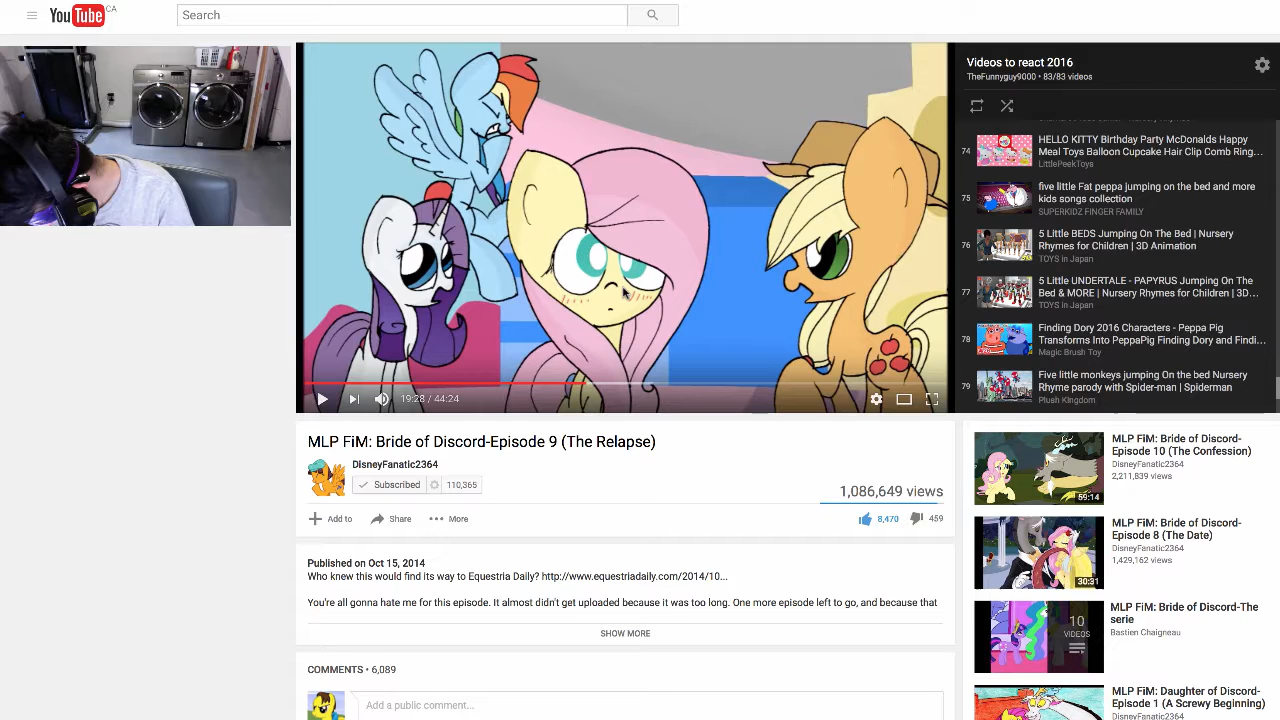 YouTube CA
Search
Videos to react 2016
TheFunnyguy9000 • 83/83 videos
74
HELLO KITTY Birthday Party McDonalds Happy
Meal Toys Balloon Cupcake Hair Clip Comb Ring...
LittlePeekToys
75
five little Fat peppa jumping on the bed and more
kids songs collection
SUPERKIDZ FINGER FAMILY
76
5 Little BEDS Jumping On The Bed | Nursery
Rhymes for Children | 3D Animation
TOYS in Japan
77
5 Little UNDERTALE - PAPYRUS Jumping On The
Bed & MORE | Nursery Rhymes for Children | 3D...
TOYS in Japan
78
Finding Dory 2016 Characters - Peppa Pig
Transforms Into PeppaPig Finding Dory and Findi...
Magic Brush Toy
79
Five little monkeys jumping On the bed Nursery
Rhyme parody with Spider-man | Spiderman
Plush Kingdom
19:28 / 44:24
MLP FiM: Bride of Discord-Episode 9 (The Relapse)
DisneyFanatic2364
Subscribed 110,365
1,086,649 views
Add to Share More
8,470 459
Published on Oct 15, 2014
Who knew this would find its way to Equestria Daily? http://www.equestriadaily.com/2014/10...
You're all gonna hate me for this episode. It almost didn't get uploaded because it was too long. One more episode left to go, and because that
SHOW MORE
COMMENTS • 6,089
Add a public comment...
MLP FiM: Bride of Discord-
Episode 10 (The Confession)
DisneyFanatic2364
2,211,839 views
59:14
MLP FiM: Bride of Discord-
Episode 8 (The Date)
DisneyFanatic2364
1,429,162 views
30:31
MLP FiM: Bride of Discord-The
serie
Bastien Chaigneau
10
VIDEOS
MLP FiM: Daughter of Discord-
Episode 1 (A Screwy Beginning)
DisneyFanatic2364